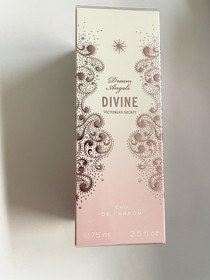 Dream
Angels
DIVINE
VICTORIA'S SECRET
EAU
DE PARFUM
℮ 75 ml 2.5 fl oz